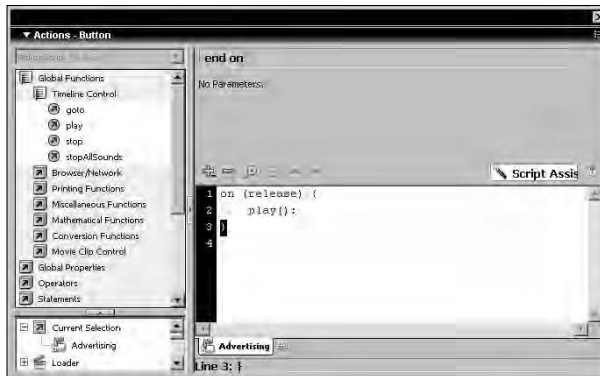 Actions - Button
end on
No Parameters.
Global Functions
Timeline Control
goto
play
stop
stopAllSounds
Browser/Network
Printing Functions
Miscellaneous Functions
Mathematical Functions
Conversion Functions
Movie Clip Control
Global Properties
Operators
Statements
Current Selection
Advertising
Loader
Script Assis
1 on (release) {
2 play();
3 }
4
Advertising
Line 3: }